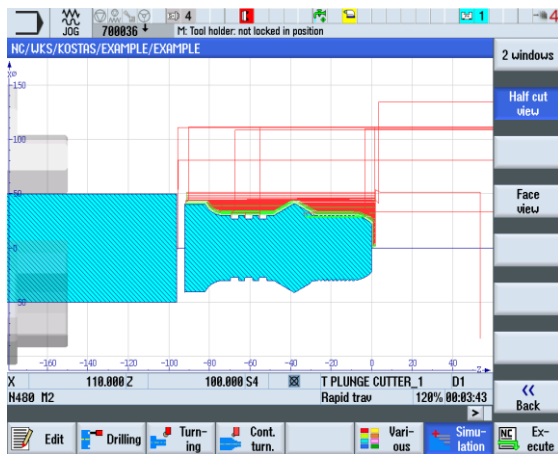 4
1
4
JOG
700036
M: Tool holder: not locked in position
NC/WKS/KOSTAS/EXAMPLE/EXAMPLE
2 windows
Half cut
view
Face
view
Back
XØ
-150
-100
50
0
50
-160 -140 -120 -100 -80 -60 -40 -20 0 20 40 Z
X 110.000 Z 100.000 S4 T PLUNGE CUTTER_1 D1
N480 M2 Rapid trav 120% 00:03:43
Edit
Drilling
Turn-
ing
Cont.
turn.
Vari-
ous
Simu-
lation
NC
Ex-
ecute